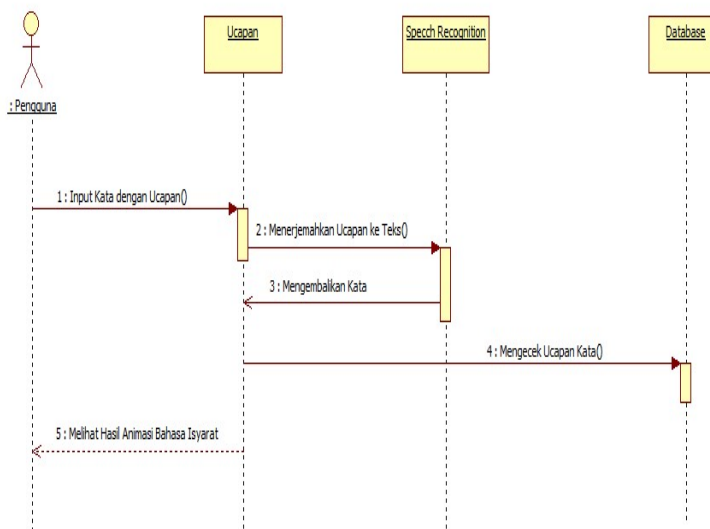 Ucapan
Specch Recognition
Database
: Pengguna
1 : Input Kata dengan Ucapan()
2 : Menerjemahkan Ucapan ke Teks()
3 : Mengembalikan Kata
4 : Mengecek Ucapan Kata()
5 : Melihat Hasil Animasi Bahasa Isyarat